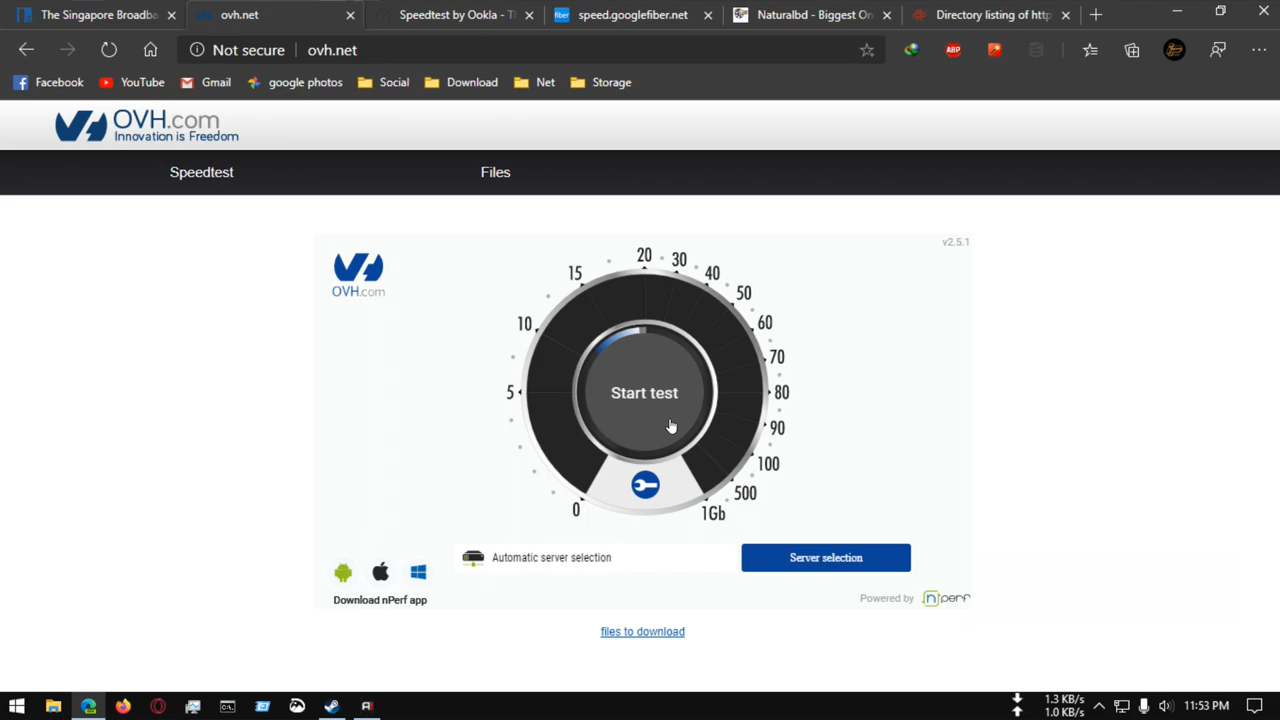 The Singapore Broadba
ovh.net
Speedtest by Ookla - T
fiber
speed.googlefiber.net
Naturalbd - Biggest On
Directory listing of http
Not secure
ovh.net
ABP
Facebook
YouTube
Gmail
google photos
Social
Download
Net
Storage
OVH.com
Innovation is Freedom
Speedtest
Files
v2.5.1
OVH.com
20
15
30
40
10
50
60
70
5
80
Start test
90
100
500
0
1Gb
Automatic server selection
Server selection
Download nPerf app
Powered by nperf
files to download
1.3 KB/s
1.0 KB/s
11:53 PM